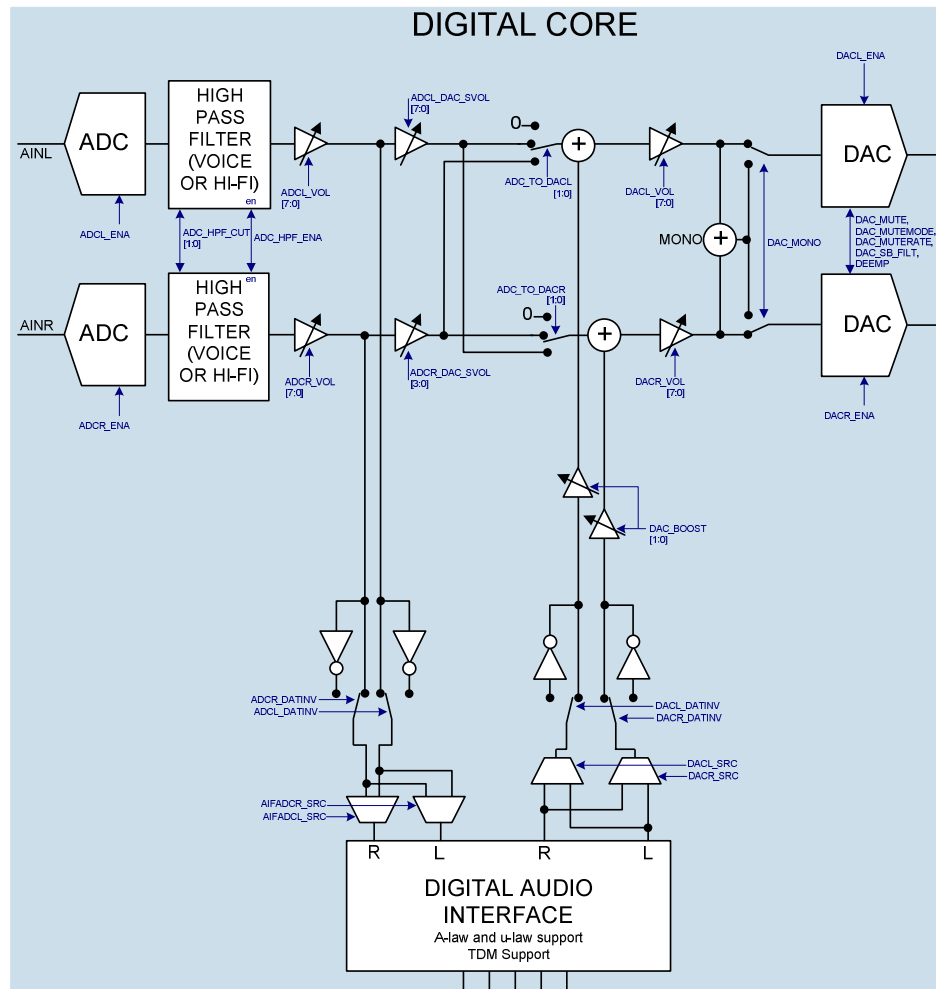 DIGITAL CORE
DACL_ENA
HIGH
PASS
FILTER
(VOICE
OR HI-FI)
en
ADCL_DAC_SVOL
[7:0]
0
ADC
AINL
ADCL_VOL
[7:0]
ADC_TO_DACL
[1:0]
+
DACL_VOL
[7:0]
DAC
ADCL_ENA
ADC_HPF_CUT
[1:0]
ADC_HPF_ENA
MONO
+
DAC_MONO
DAC_MUTE,
DAC_MUTEMODE,
DAC_MUTERATE,
DAC_SB_FILT,
DEEMP
en
HIGH
PASS
FILTER
(VOICE
OR HI-FI)
ADC_TO_DACR
[1:0]
0
AINR
ADC
+
DAC
ADCR_VOL
[7:0]
ADCR_DAC_SVOL
[3:0]
DACR_VOL
[7:0]
ADCR_ENA
DACR_ENA
DAC_BOOST
[1:0]
ADCR_DATINV
ADCL_DATINV
DACL_DATINV
DACR_DATINV
DACL_SRC
DACR_SRC
AIFADCR_SRC
AIFADCL_SRC
R
L
R
L
DIGITAL AUDIO
INTERFACE
A-law and u-law support
TDM Support